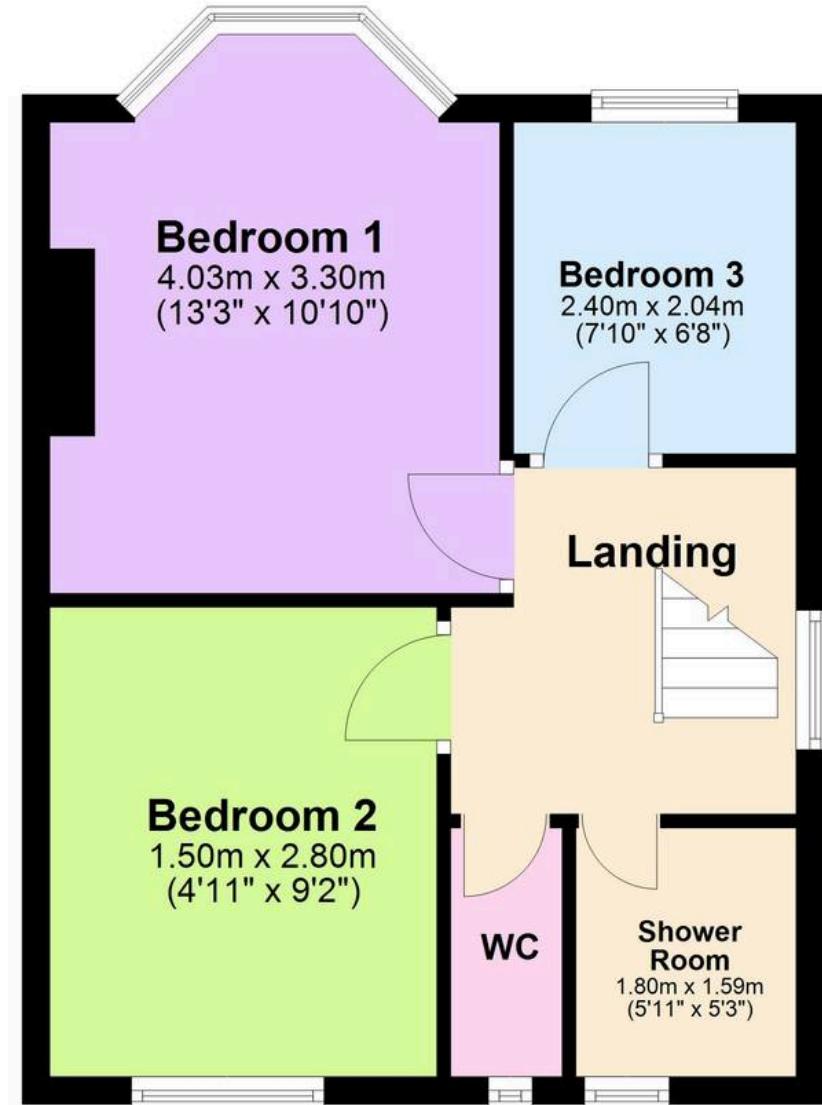 Bedroom 1
4.03m x 3.30m
(13'3" x 10'10")
Bedroom 3
2.40m x 2.04m
(7'10" x 6'8")
Landing
Bedroom 2
1.50m x 2.80m
(4'11" x 9'2")
WC
Shower
Room
1.80m x 1.59m
(5'11" x 5'3")